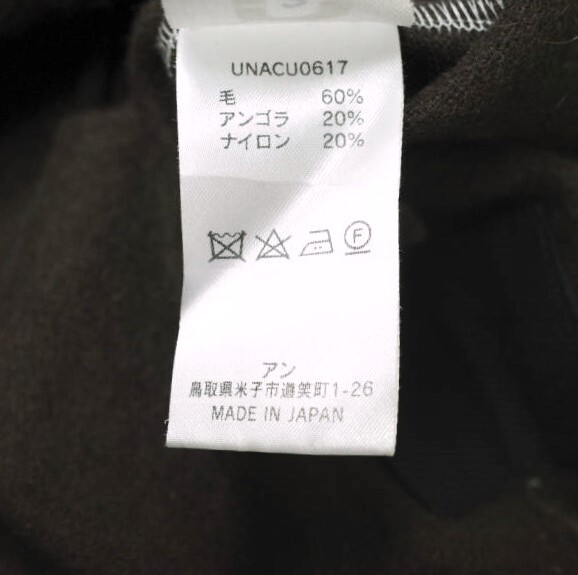 UNACU0617
毛 60%
アンゴラ 20%
ナイロン 20%
F
アン
鳥取県米子市道笑町1-26
MADE IN JAPAN